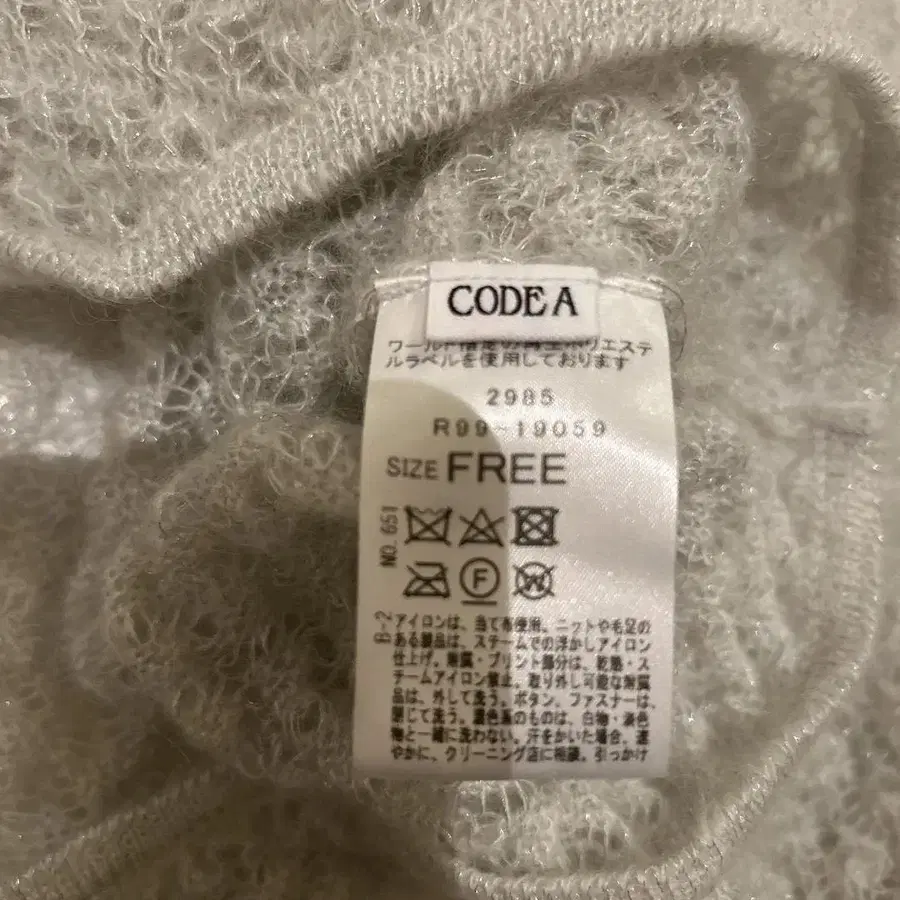 CODE A
ワールド指定の再生ポリエステ
ルラベルを使用しております
2985
R99-19059
SIZE FREE
NO. 651
F
W
B-2
アイロンは、当て布使用。ニットや毛足の
ある製品は、スチームでの浮かしアイロン
仕上げ。附属・プリント部分は、乾熱・ス
チームアイロン禁止。取り外し可能な附属
品は、外して洗う。ボタン、ファスナーは、
閉じて洗う。濃色系のものは、白物・淡色
物と一緒に洗わない。汗をかいた場合、速
やかに、クリーニング店に相談。引っかけ